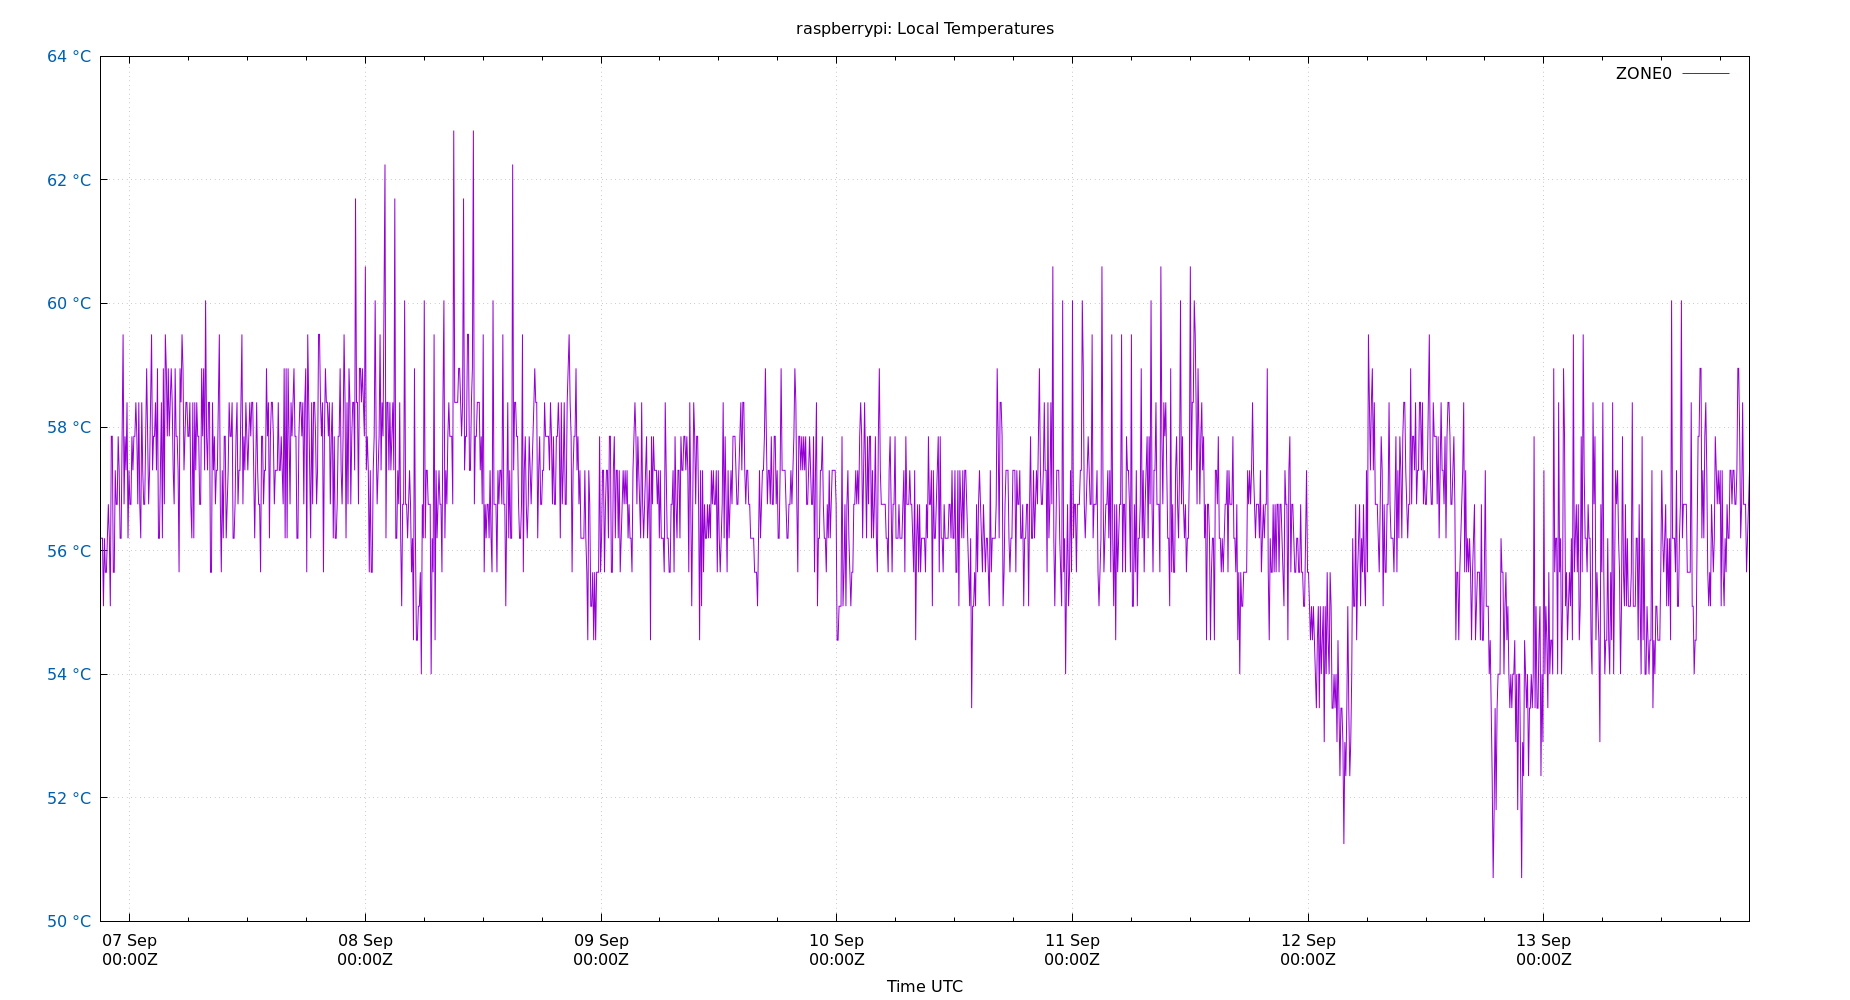 raspberrypi: Local Temperatures
64 °C
ZONE0
62 °C
60 °C
58 °C
56 °C
54 °C
52 °C
50 °C
07 Sep 08 Sep 09 Sep 10 Sep 11 Sep 12 Sep 13 Sep
00:00Z 00:00Z 00:00Z 00:00Z 00:00Z 00:00Z 00:00Z
Time UTC